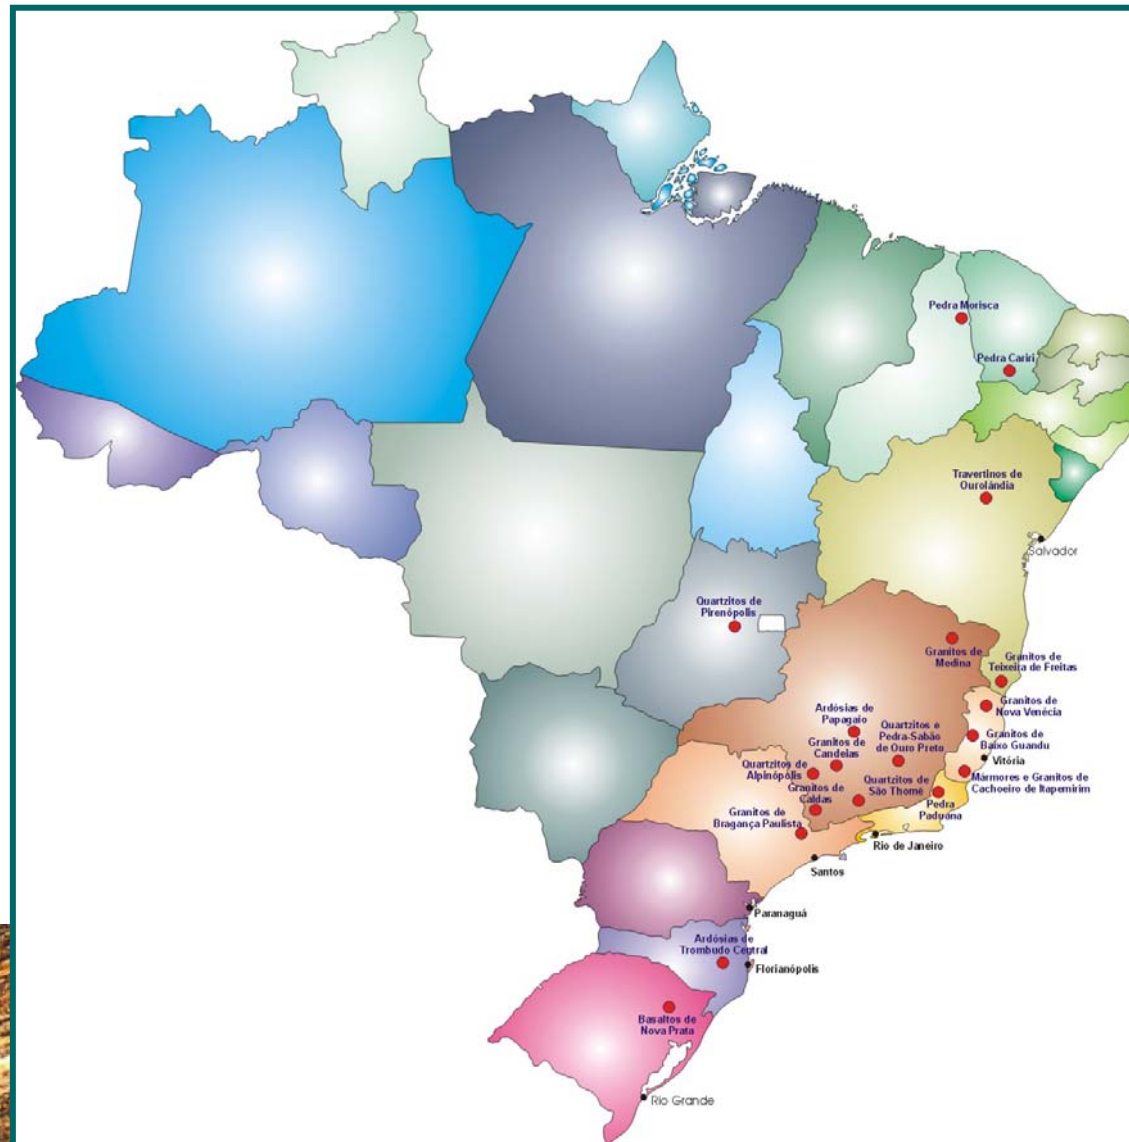 Pedra Morisca
Pedra Cariri
Travertinos de
Ourolândia
Salvador
Quartzitos de
Pirenópolis
Granitos de
Medina
Granitos de
Teixeira de Freitas
Granitos de
Nova Venécia
Ardósias de
Papagaio
Quartzitos e
Pedra-Sabão
de Ouro Preto
Granitos de
Baixo Guandu
Granitos de
Candeias
Vitória
Quartzitos de
Alpinópolis
Mármores e Granitos de
Cachoeiro de Itapemirim
Quartzitos de
São Thomé
Granitos de
Caldas
Pedra
Paduana
Granitos de
Bragança Paulista
Rio de Janeiro
Santos
Paranaguá
Ardósias de
Trombudo Central
Florianópolis
Basaltos de
Nova Prata
Rio Grande